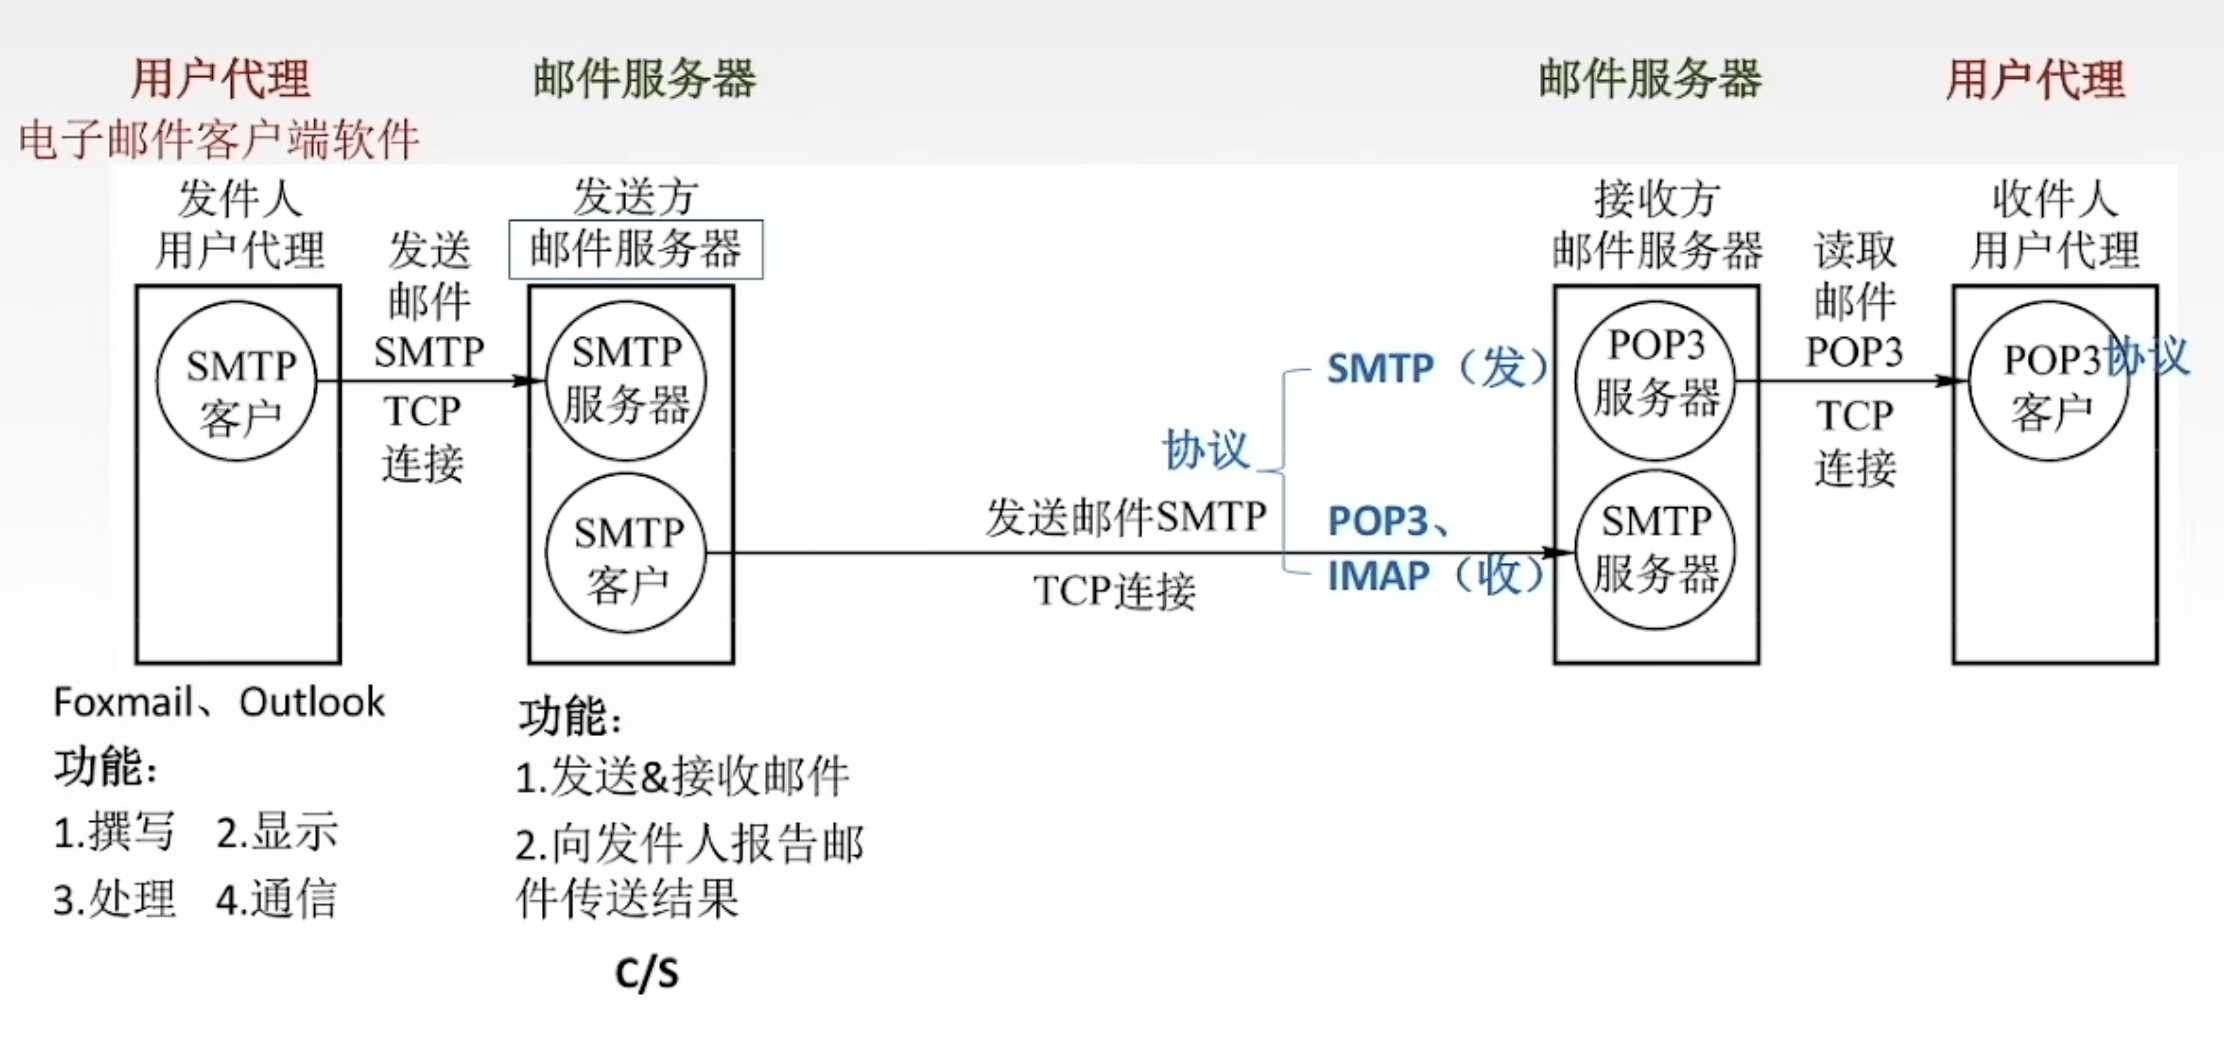 用户代理
邮件服务器
邮件服务器
用户代理
电子邮件客户端软件
发件人
用户代理
发送
邮件
SMTP
TCP
连接
发送方
邮件服务器
接收方
邮件服务器
读取
邮件
POP3
TCP
连接
收件人
用户代理
SMTP
客户
SMTP
服务器
SMTP
客户
发送邮件SMTP
TCP连接
协议
SMTP（发）
POP3、
IMAP（收）
POP3
服务器
SMTP
服务器
POP3
客户
协议
Foxmail、Outlook
功能：
1.撰写 2.显示
3.处理 4.通信
功能：
1.发送&接收邮件
2.向发件人报告邮
件传送结果
C/S